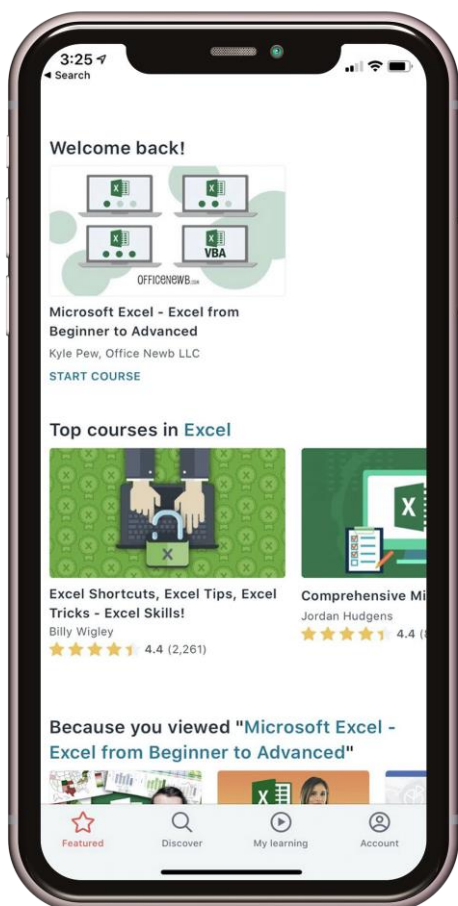 3:25
Search
Welcome back!
VBA
OFFICENEWB.com
Microsoft Excel - Excel from
Beginner to Advanced
Kyle Pew, Office Newb LLC
START COURSE
Top courses in Excel
X
X
Excel Shortcuts, Excel Tips, Excel
Tricks - Excel Skills!
Billy Wigley
4.4 (2,261)
Comprehensive Mi
Jordan Hudgens
4.4 (
Because you viewed "Microsoft Excel -
Excel from Beginner to Advanced"
X
Featured
Discover
My learning
Account